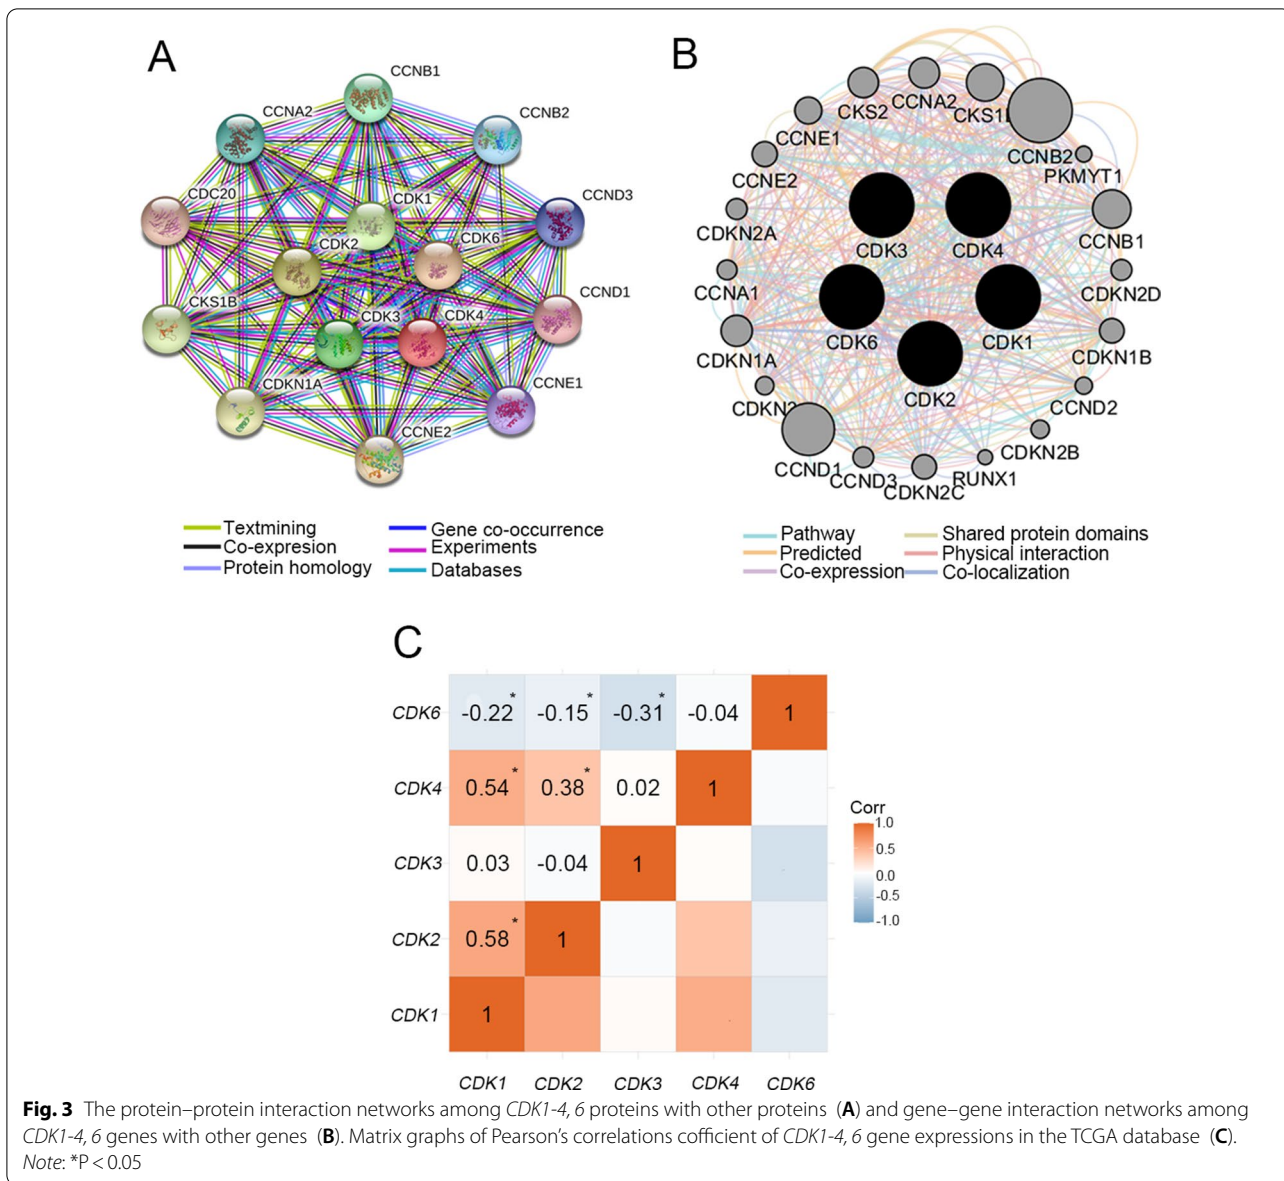 A
CCNB1
CCNA2
CCNB2
CDC20
CDK1
CCND3
CDK2
CDK6
CKS1B
CDK3
CDK4
CCND1
CDKN1A
CCNE1
CCNE2
Textmining
Co-expresion
Protein homology
Gene co-occurrence
Experiments
Databases
B
CKS2
CCNA2
CKS1
CCNB2
PKMYT1
CCNE1
CCNE2
CDKN2A
CCNA1
CDKN1A
CDKN2
CCND1
CCND3
CDKN2C
RUNX1
CDKN2B
CCND2
CDKN1B
CDKN2D
CCNB1
CDK3
CDK4
CDK6
CDK1
CDK2
Pathway
Predicted
Co-expression
Shared protein domains
Physical interaction
Co-localization
C
CDK6 -0.22* -0.15* -0.31* -0.04 1
CDK4 0.54* 0.38* 0.02 1
CDK3 0.03 -0.04 1
CDK2 0.58* 1
CDK1 1
CDK1 CDK2 CDK3 CDK4 CDK6
Corr
1.0
0.5
0.0
-0.5
-1.0
Fig. 3 The protein–protein interaction networks among CDK1-4, 6 proteins with other proteins (A) and gene–gene interaction networks among
CDK1-4, 6 genes with other genes (B). Matrix graphs of Pearson's correlations cofficient of CDK1-4, 6 gene expressions in the TCGA database (C).
Note: *P < 0.05